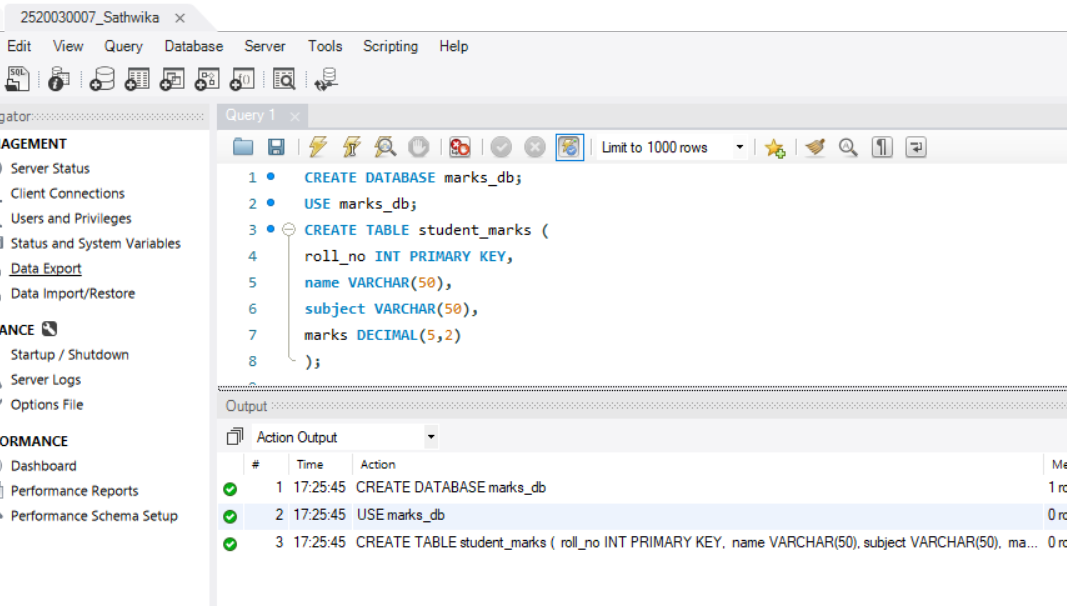 2520030007_Sathwika
Edit View Query Database Server Tools Scripting Help
Query 1
Server Status
Client Connections
Users and Privileges
Status and System Variables
Data Export
Data Import/Restore
Startup / Shutdown
Server Logs
Options File
Dashboard
Performance Reports
Performance Schema Setup
SQL
Limit to 1000 rows
1 CREATE DATABASE marks_db;
2 USE marks_db;
3 CREATE TABLE student_marks (
4 roll_no INT PRIMARY KEY,
5 name VARCHAR(50),
6 subject VARCHAR(50),
7 marks DECIMAL(5,2)
8 );
Output
Action Output
# Time Action
1 17:25:45 CREATE DATABASE marks_db
2 17:25:45 USE marks_db
3 17:25:45 CREATE TABLE student_marks ( roll_no INT PRIMARY KEY, name VARCHAR(50), subject VARCHAR(50), ma...